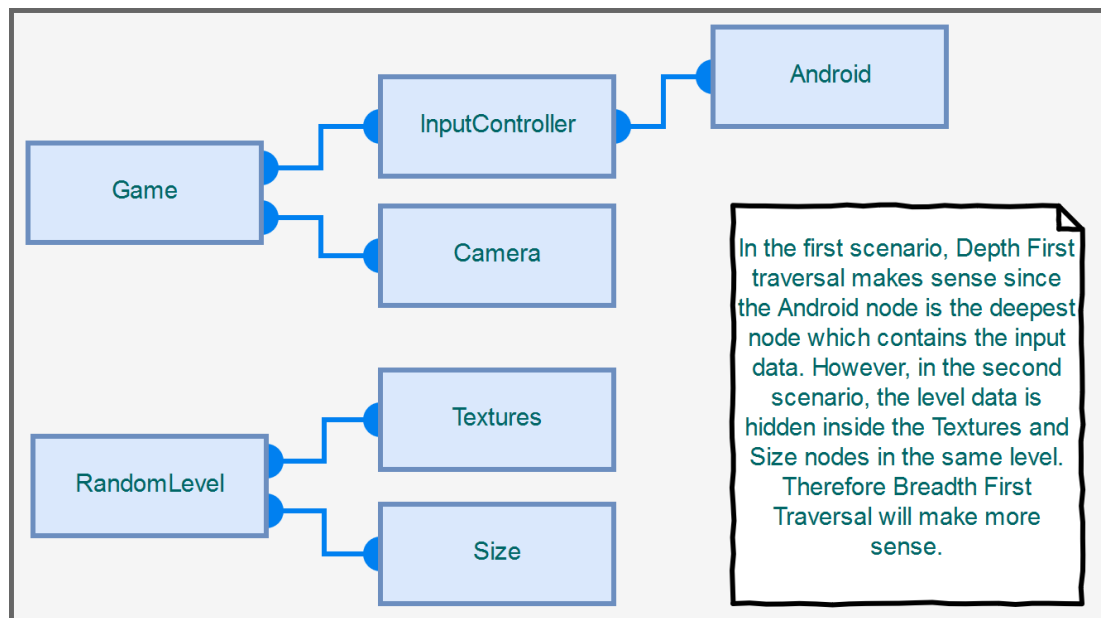 Android
InputController
Game
Camera
In the first scenario, Depth First
traversal makes sense since
the Android node is the deepest
node which contains the input
data. However, in the second
scenario, the level data is
hidden inside the Textures and
Size nodes in the same level.
Therefore Breadth First
Traversal will make more
sense.
Textures
RandomLevel
Size